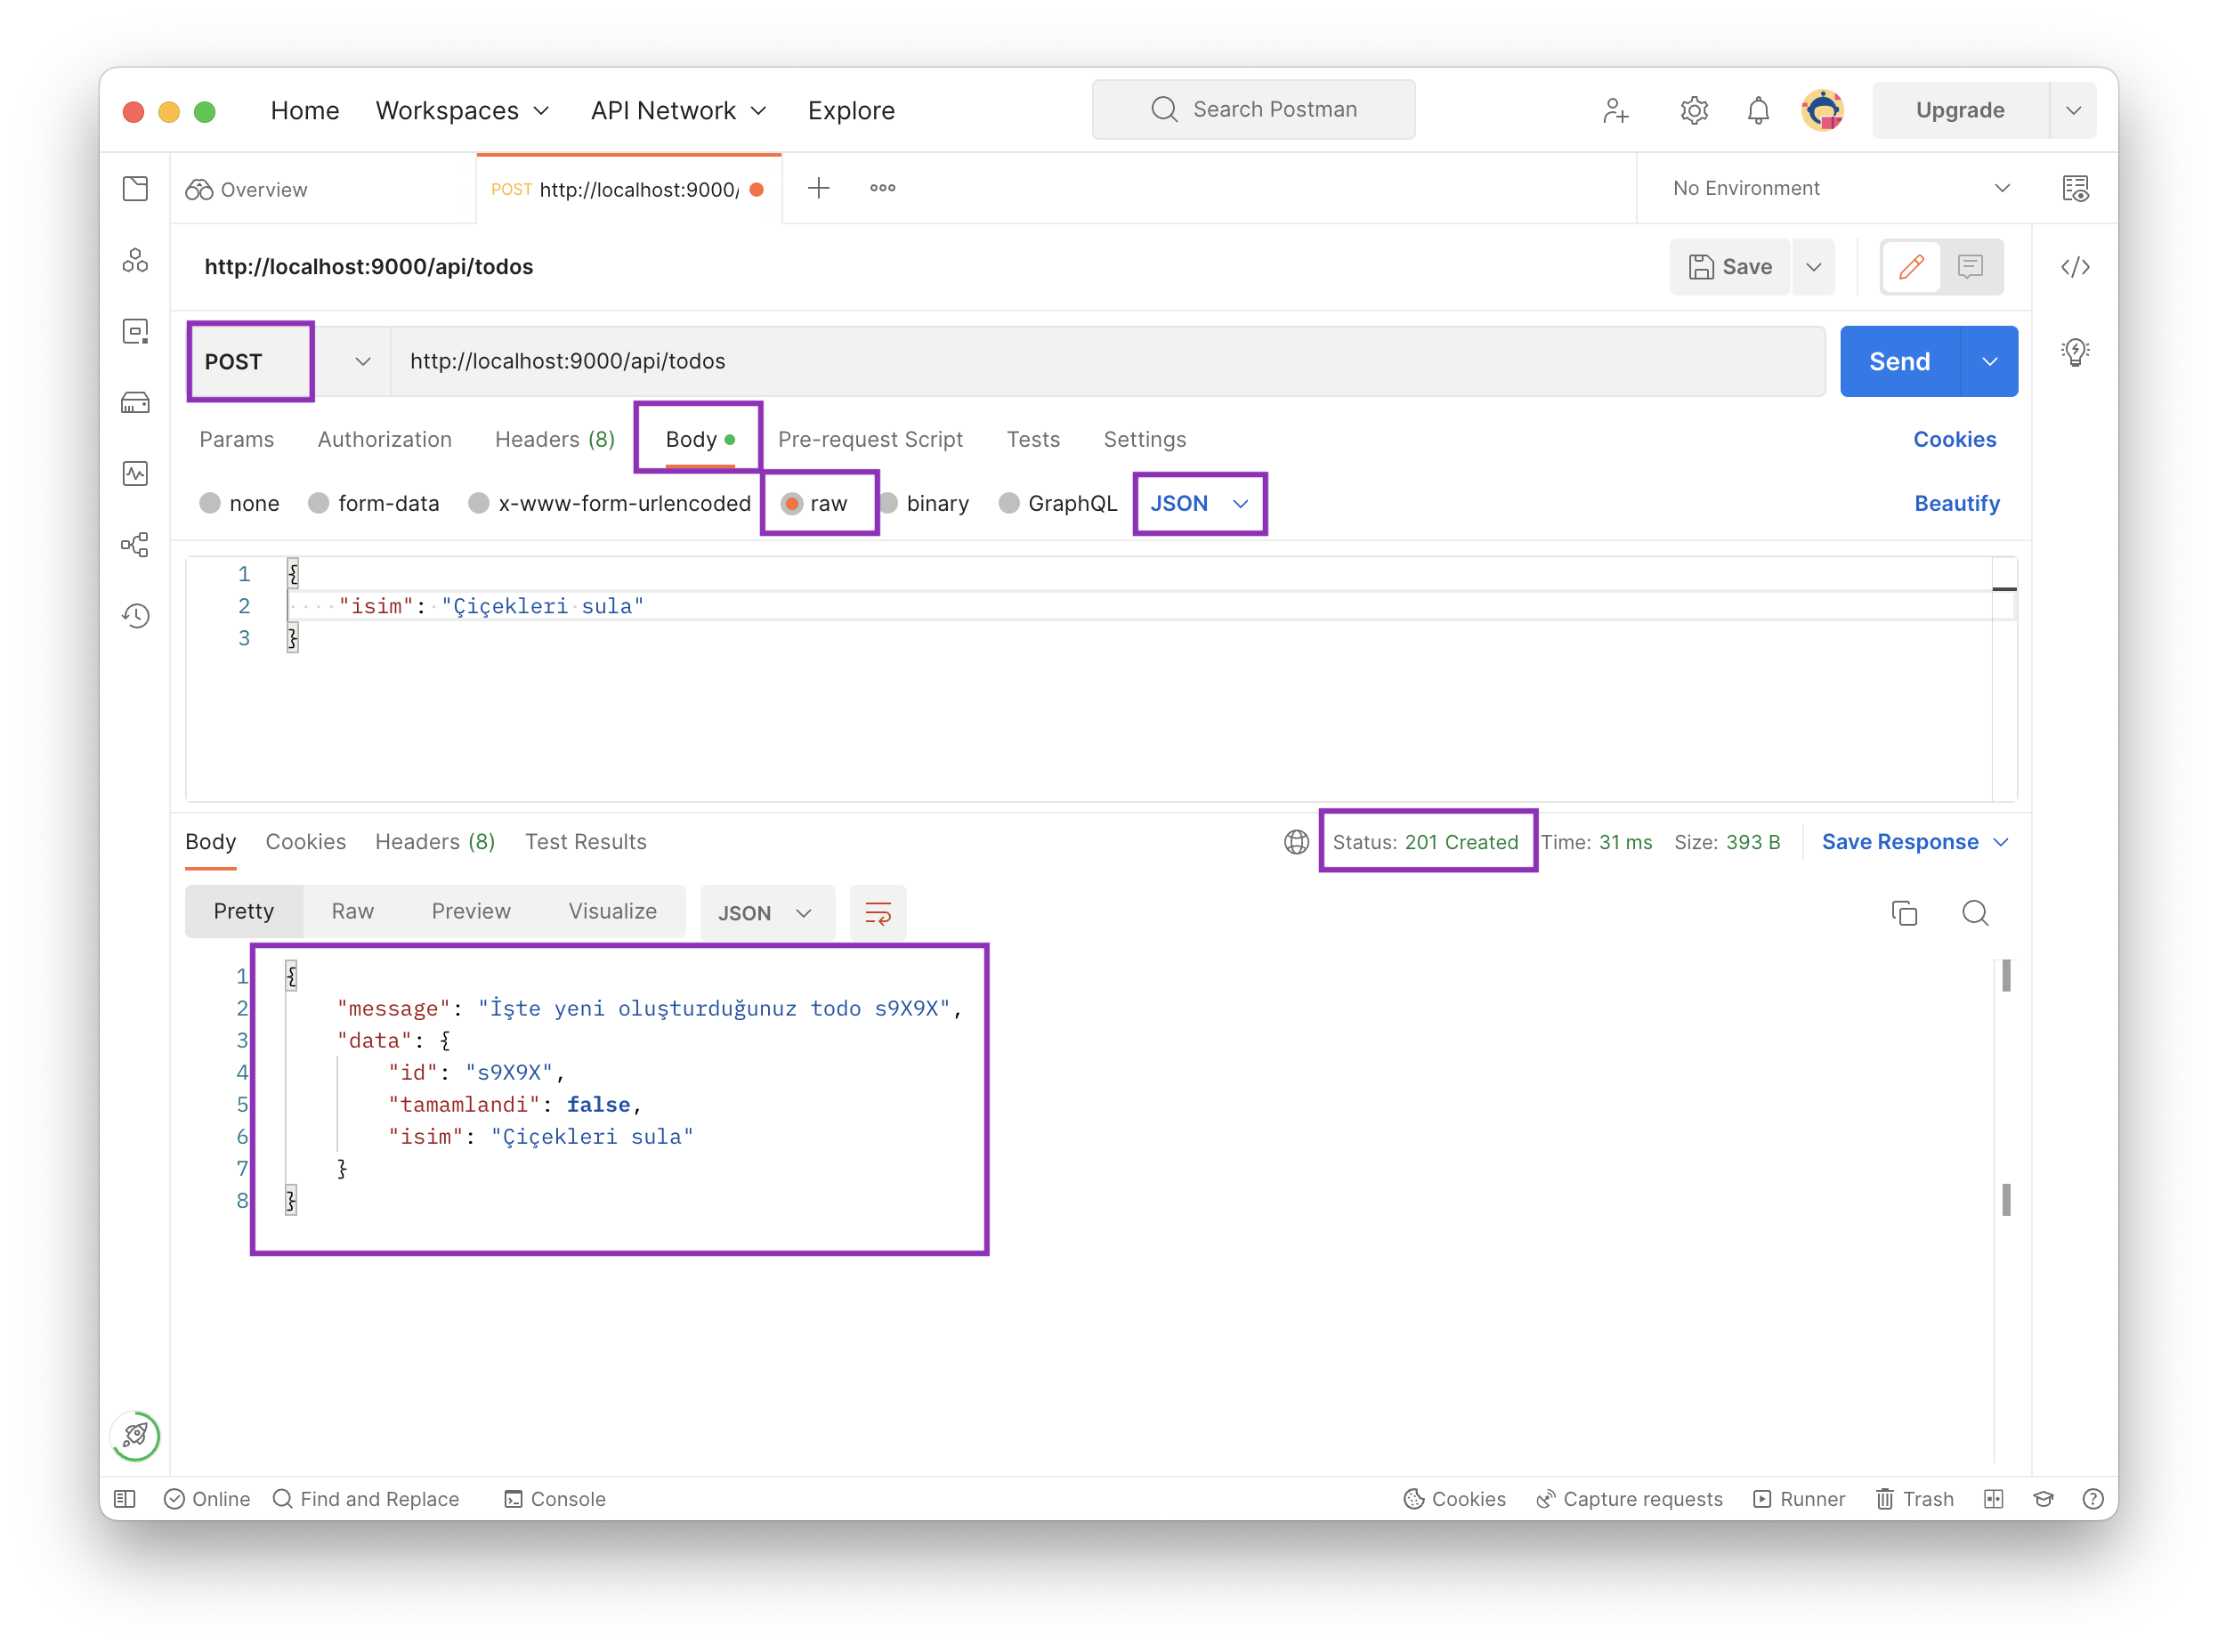 Home Workspaces API Network Explore Search Postman Upgrade
Overview POST http://localhost:9000/ No Environment
http://localhost:9000/api/todos Save
POST http://localhost:9000/api/todos Send
Params Authorization Headers (8) Body Pre-request Script Tests Settings Cookies
none form-data x-www-form-urlencoded raw binary GraphQL JSON Beautify
1 {
2 "isim": "Çiçekleri sula"
3 }
Body Cookies Headers (8) Test Results Status: 201 Created Time: 31 ms Size: 393 B Save Response
Pretty Raw Preview Visualize JSON
1 {
2 "message": "İşte yeni oluşturduğunuz todo s9X9X",
3 "data": {
4 "id": "s9X9X",
5 "tamamlandi": false,
6 "isim": "Çiçekleri sula"
7 }
8 }
Online Find and Replace Console Cookies Capture requests Runner Trash